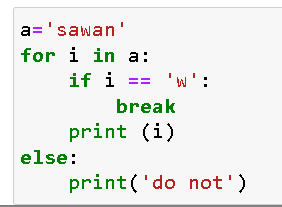 a='sawan'
for i in a:
    if i == 'w':
        break
    print (i)
else:
    print('do not')